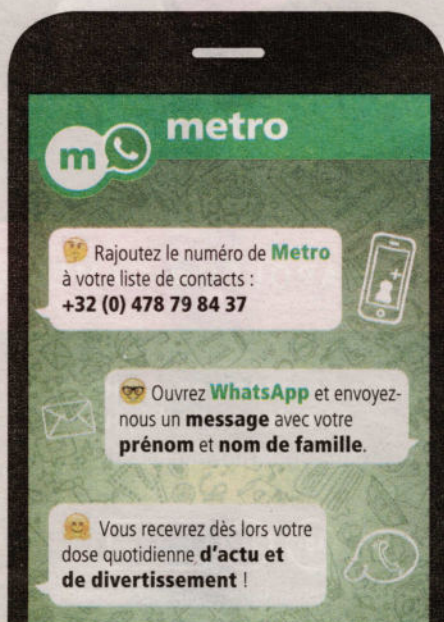 m
metro
🤔 Rajoutez le numéro de Metro
à votre liste de contacts :
+32 (0) 478 79 84 37
🤓 Ouvrez WhatsApp et envoyez-
nous un message avec votre
prénom et nom de famille.
🤗 Vous recevrez dès lors votre
dose quotidienne d'actu et
de divertissement !